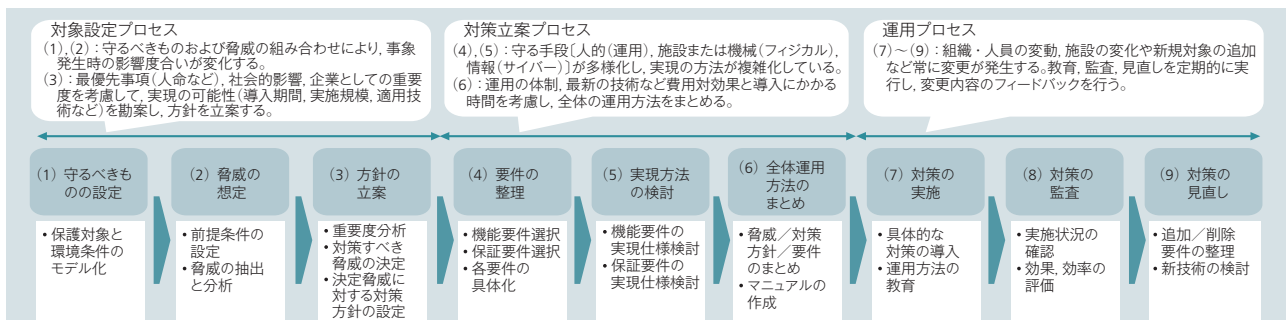 対象設定プロセス
(1),(2)：守るべきものおよび脅威の組み合わせにより, 事象
発生時の影響度合いが変化する。
(3)：最優先事項(人命など), 社会的影響, 企業としての重要
度を考慮して, 実現の可能性(導入期間, 実施規模, 適用技
術など)を勘案し, 方針を立案する。
対策立案プロセス
(4),(5)：守る手段〔人的(運用), 施設または機械(フィジカル),
情報(サイバー)〕が多様化し, 実現の方法が複雑化している。
(6)：運用の体制, 最新の技術など費用対効果と導入にかかる
時間を考慮し, 全体の運用方法をまとめる。
運用プロセス
(7)～(9)：組織・人員の変動, 施設の変化や新規対象の追加
など常に変更が発生する。教育, 監査, 見直しを定期的に実
行し, 変更内容のフィードバックを行う。
(1) 守るべきも
のの設定
• 保護対象と
環境条件の
モデル化
(2) 脅威の
想定
• 前提条件の
設定
• 脅威の抽出
と分析
(3) 方針の
立案
• 重要度分析
• 対策すべき
脅威の決定
• 決定脅威に
対する対策
方針の設定
(4) 要件の
整理
• 機能要件選択
• 保証要件選択
• 各要件の
具体化
(5) 実現方法
の検討
• 機能要件の
実現仕様検討
• 保証要件の
実現仕様検討
(6) 全体運用
方法の
まとめ
• 脅威／対策
方針／要件
のまとめ
• マニュアルの
作成
(7) 対策の
実施
• 具体的な
対策の導入
• 運用方法の
教育
(8) 対策の
監査
• 実施状況の
確認
• 効果, 効率の
評価
(9) 対策の
見直し
• 追加／削除
要件の整理
• 新技術の検討